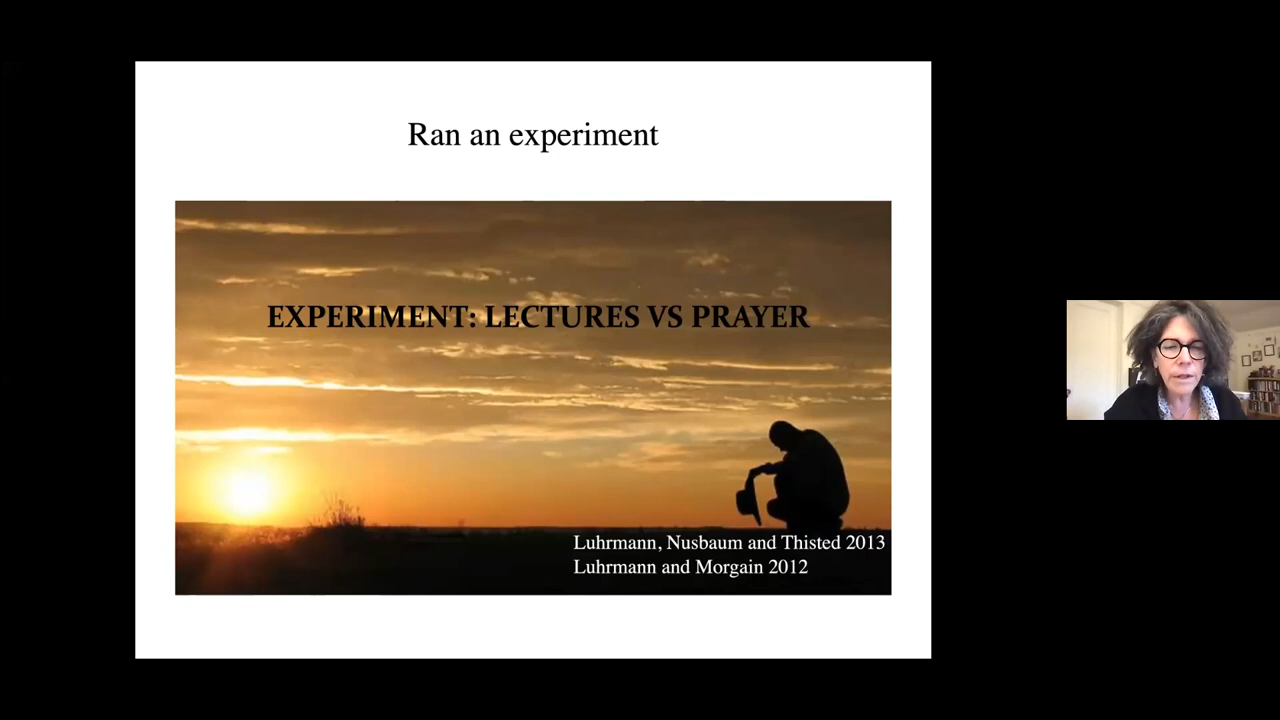 Ran an experiment
EXPERIMENT: LECTURES VS PRAYER
Luhrmann, Nusbaum and Thisted 2013
Luhrmann and Morgain 2012